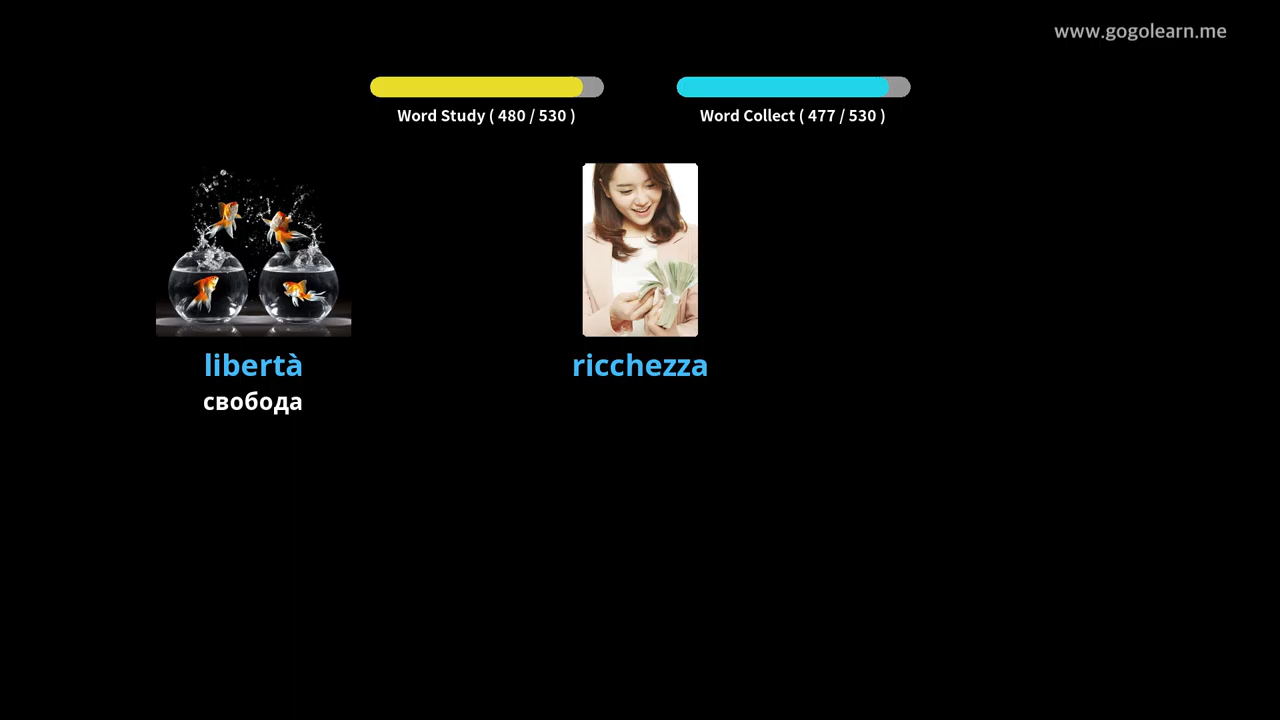 www.gogolearn.me
Word Study ( 480 / 530 )
Word Collect ( 477 / 530 )
libertà
свобода
ricchezza